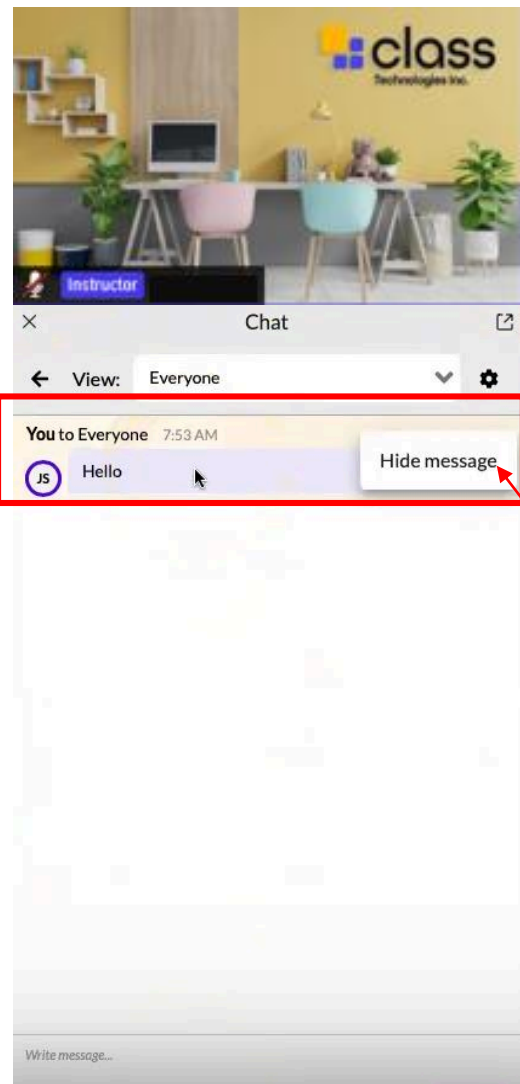 class
Technologies Inc.
Instructor
Chat
View: Everyone
You to Everyone 7:53 AM
JS Hello
Hide message
Write message...